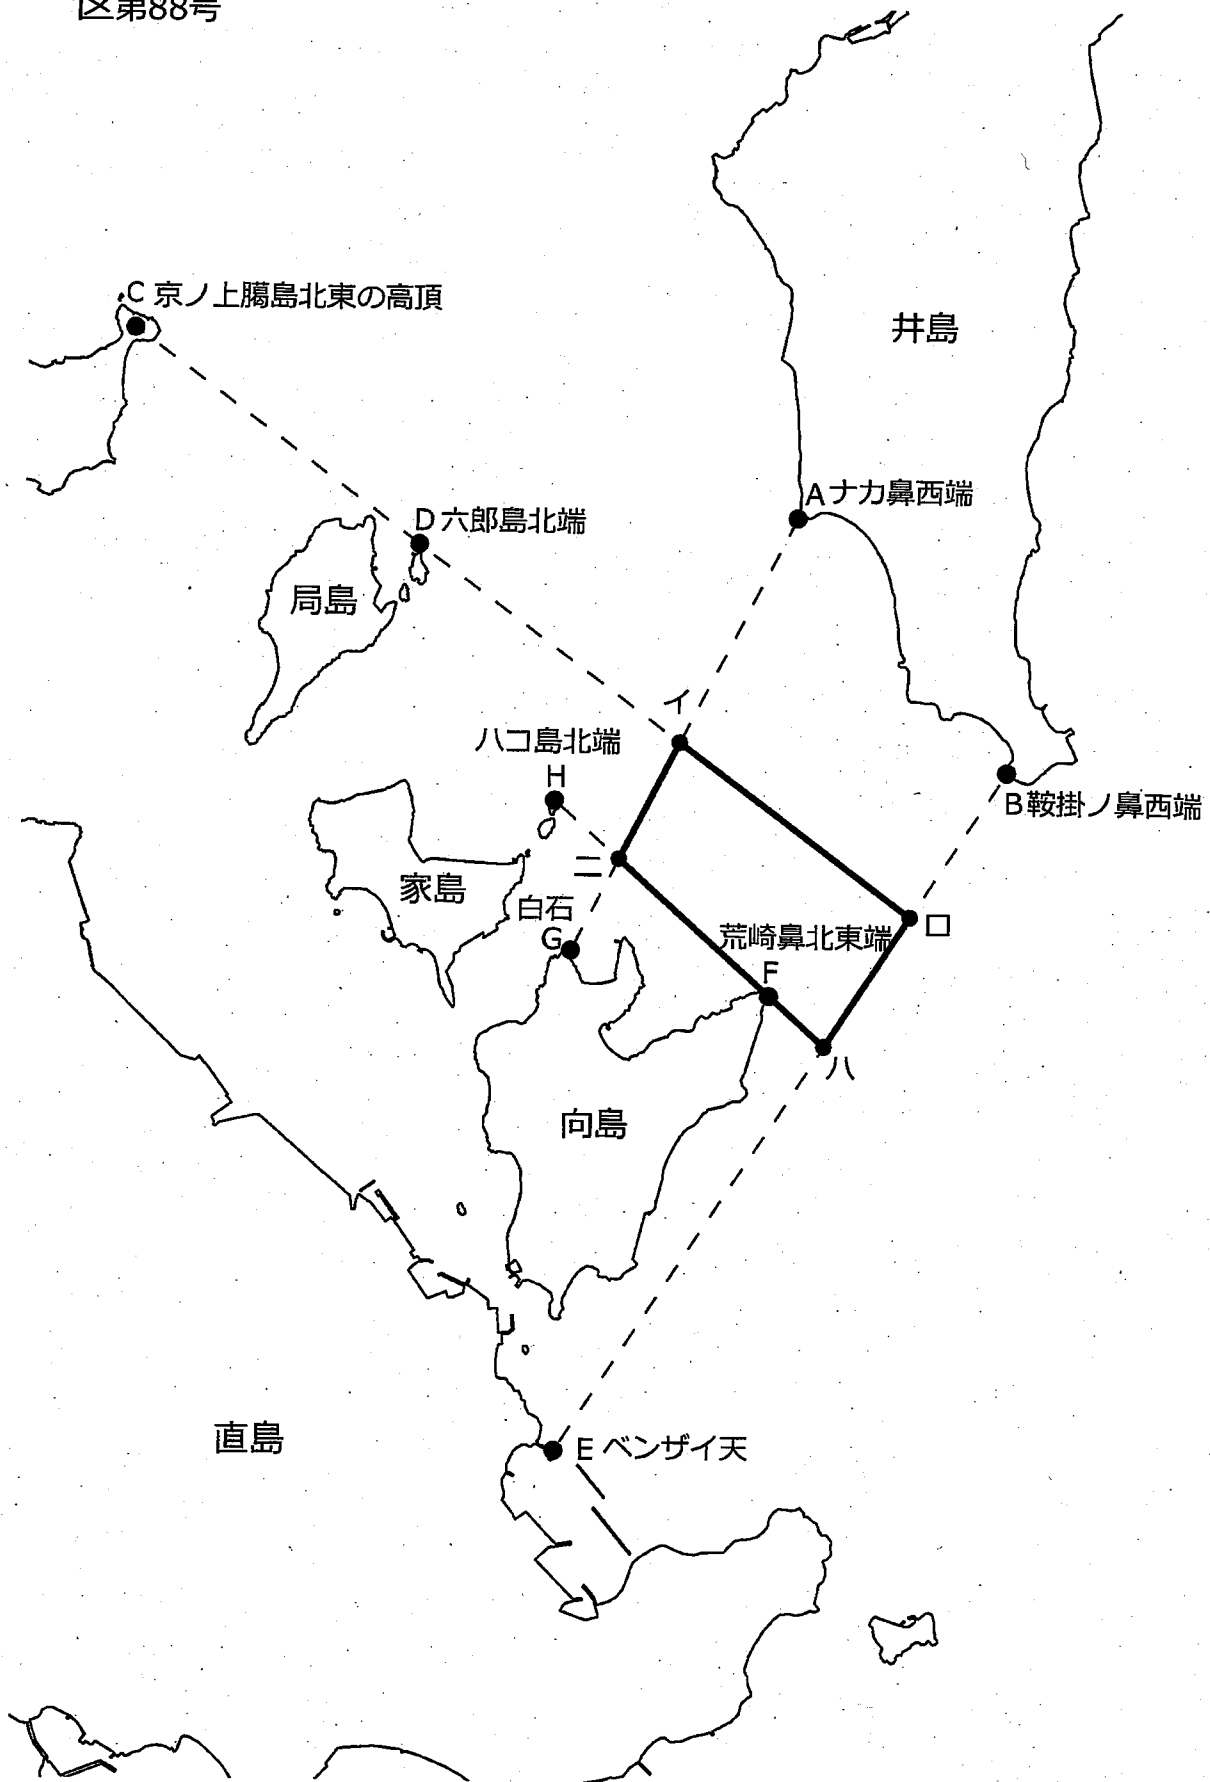 区第88号
C 京ノ上臈島北東の高頂
井島
A ナカ鼻西端
D 六郎島北端
局島
イ
ハコ島北端
H
B 鞍掛ノ鼻西端
ニ
家島
白石
G
荒崎鼻北東端
ロ
F
ハ
向島
直島
E ベンザイ天